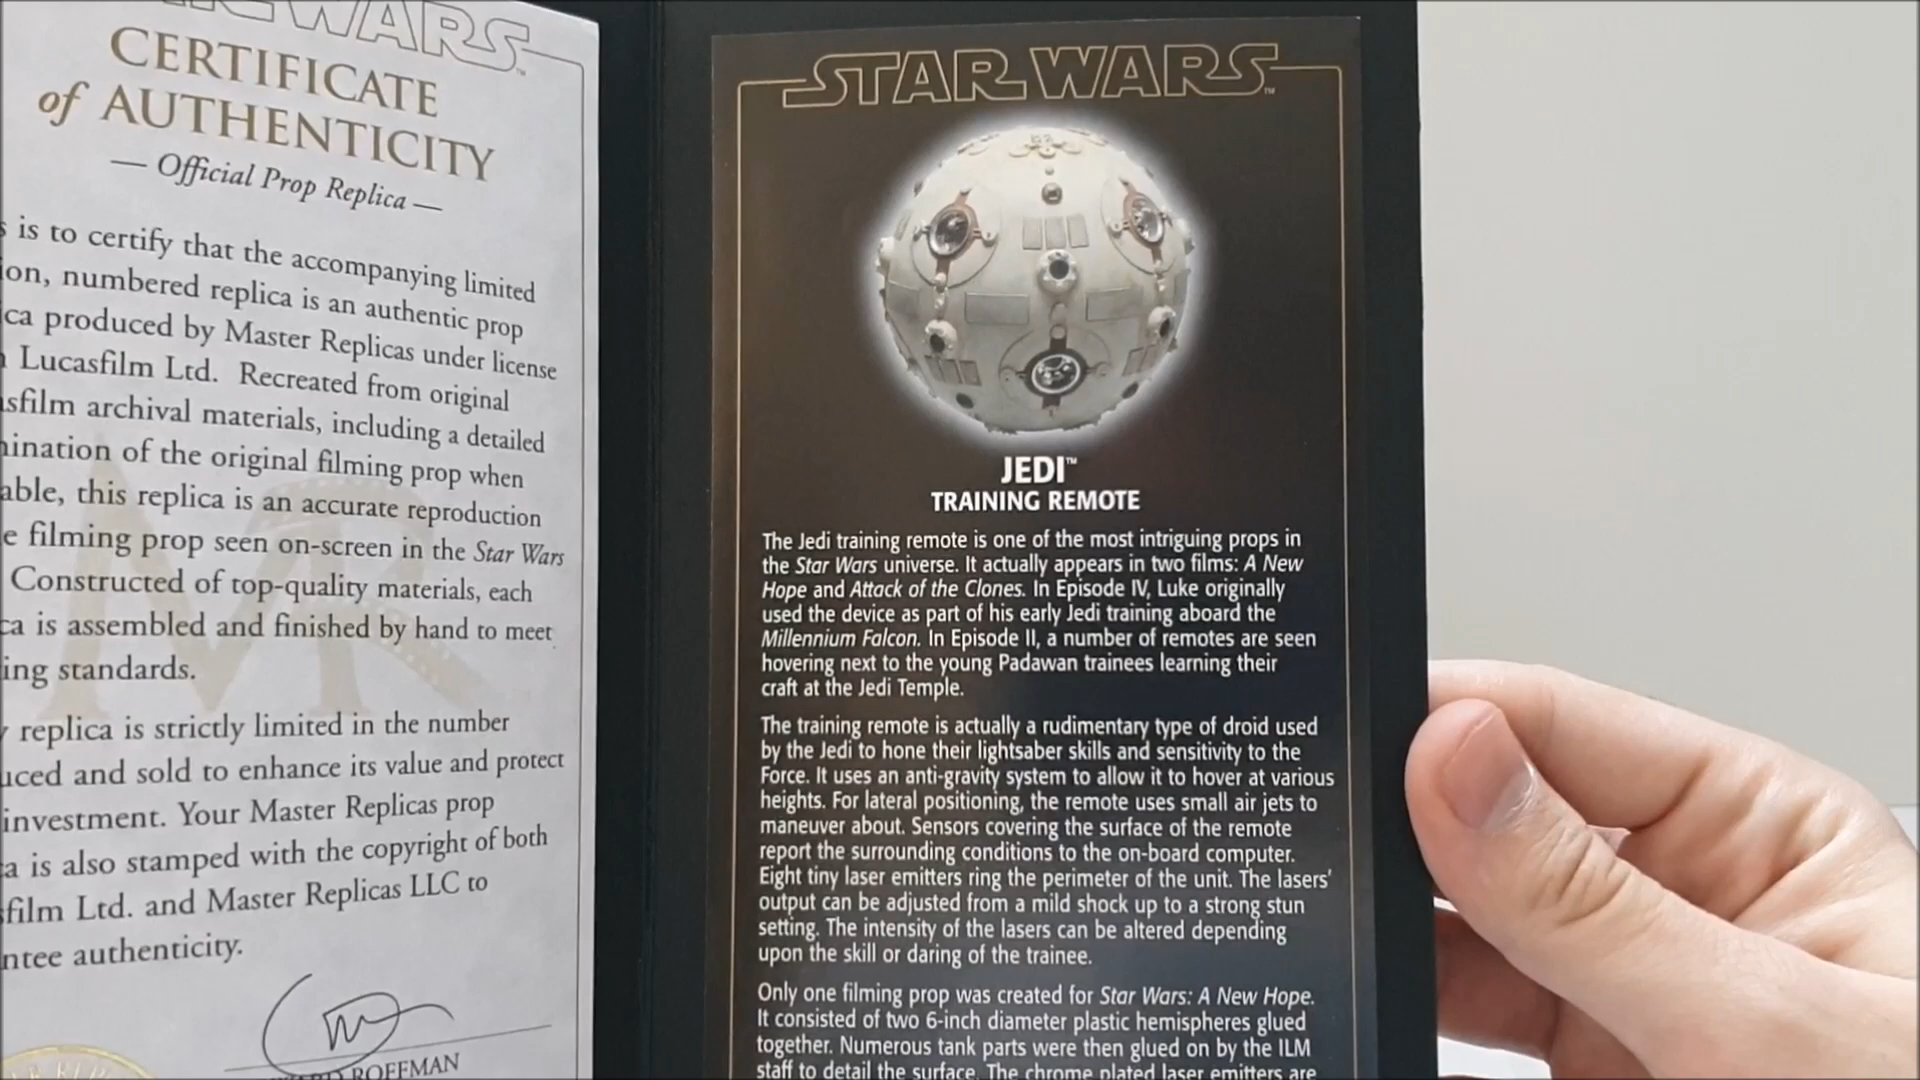 WARS
CERTIFICATE
of AUTHENTICITY
— Official Prop Replica —
is to certify that the accompanying limited
ion, numbered replica is an authentic prop
ca produced by Master Replicas under license
Lucasfilm Ltd. Recreated from original
sfilm archival materials, including a detailed
ination of the original filming prop when
able, this replica is an accurate reproduction
e filming prop seen on-screen in the Star Wars
Constructed of top-quality materials, each
ca is assembled and finished by hand to meet
ing standards.
replica is strictly limited in the number
uced and sold to enhance its value and protect
investment. Your Master Replicas prop
a is also stamped with the copyright of both
sfilm Ltd. and Master Replicas LLC to
ntee authenticity.
ROFFMAN
STAR WARS™
JEDI™
TRAINING REMOTE
The Jedi training remote is one of the most intriguing props in
the Star Wars universe. It actually appears in two films: A New
Hope and Attack of the Clones. In Episode IV, Luke originally
used the device as part of his early Jedi training aboard the
Millennium Falcon. In Episode II, a number of remotes are seen
hovering next to the young Padawan trainees learning their
craft at the Jedi Temple.
The training remote is actually a rudimentary type of droid used
by the Jedi to hone their lightsaber skills and sensitivity to the
Force. It uses an anti-gravity system to allow it to hover at various
heights. For lateral positioning, the remote uses small air jets to
maneuver about. Sensors covering the surface of the remote
report the surrounding conditions to the on-board computer.
Eight tiny laser emitters ring the perimeter of the unit. The lasers'
output can be adjusted from a mild shock up to a strong stun
setting. The intensity of the lasers can be altered depending
upon the skill or daring of the trainee.
Only one filming prop was created for Star Wars: A New Hope.
It consisted of two 6-inch diameter plastic hemispheres glued
together. Numerous tank parts were then glued on by the ILM
staff to detail the surface. The chrome plated laser emitters are